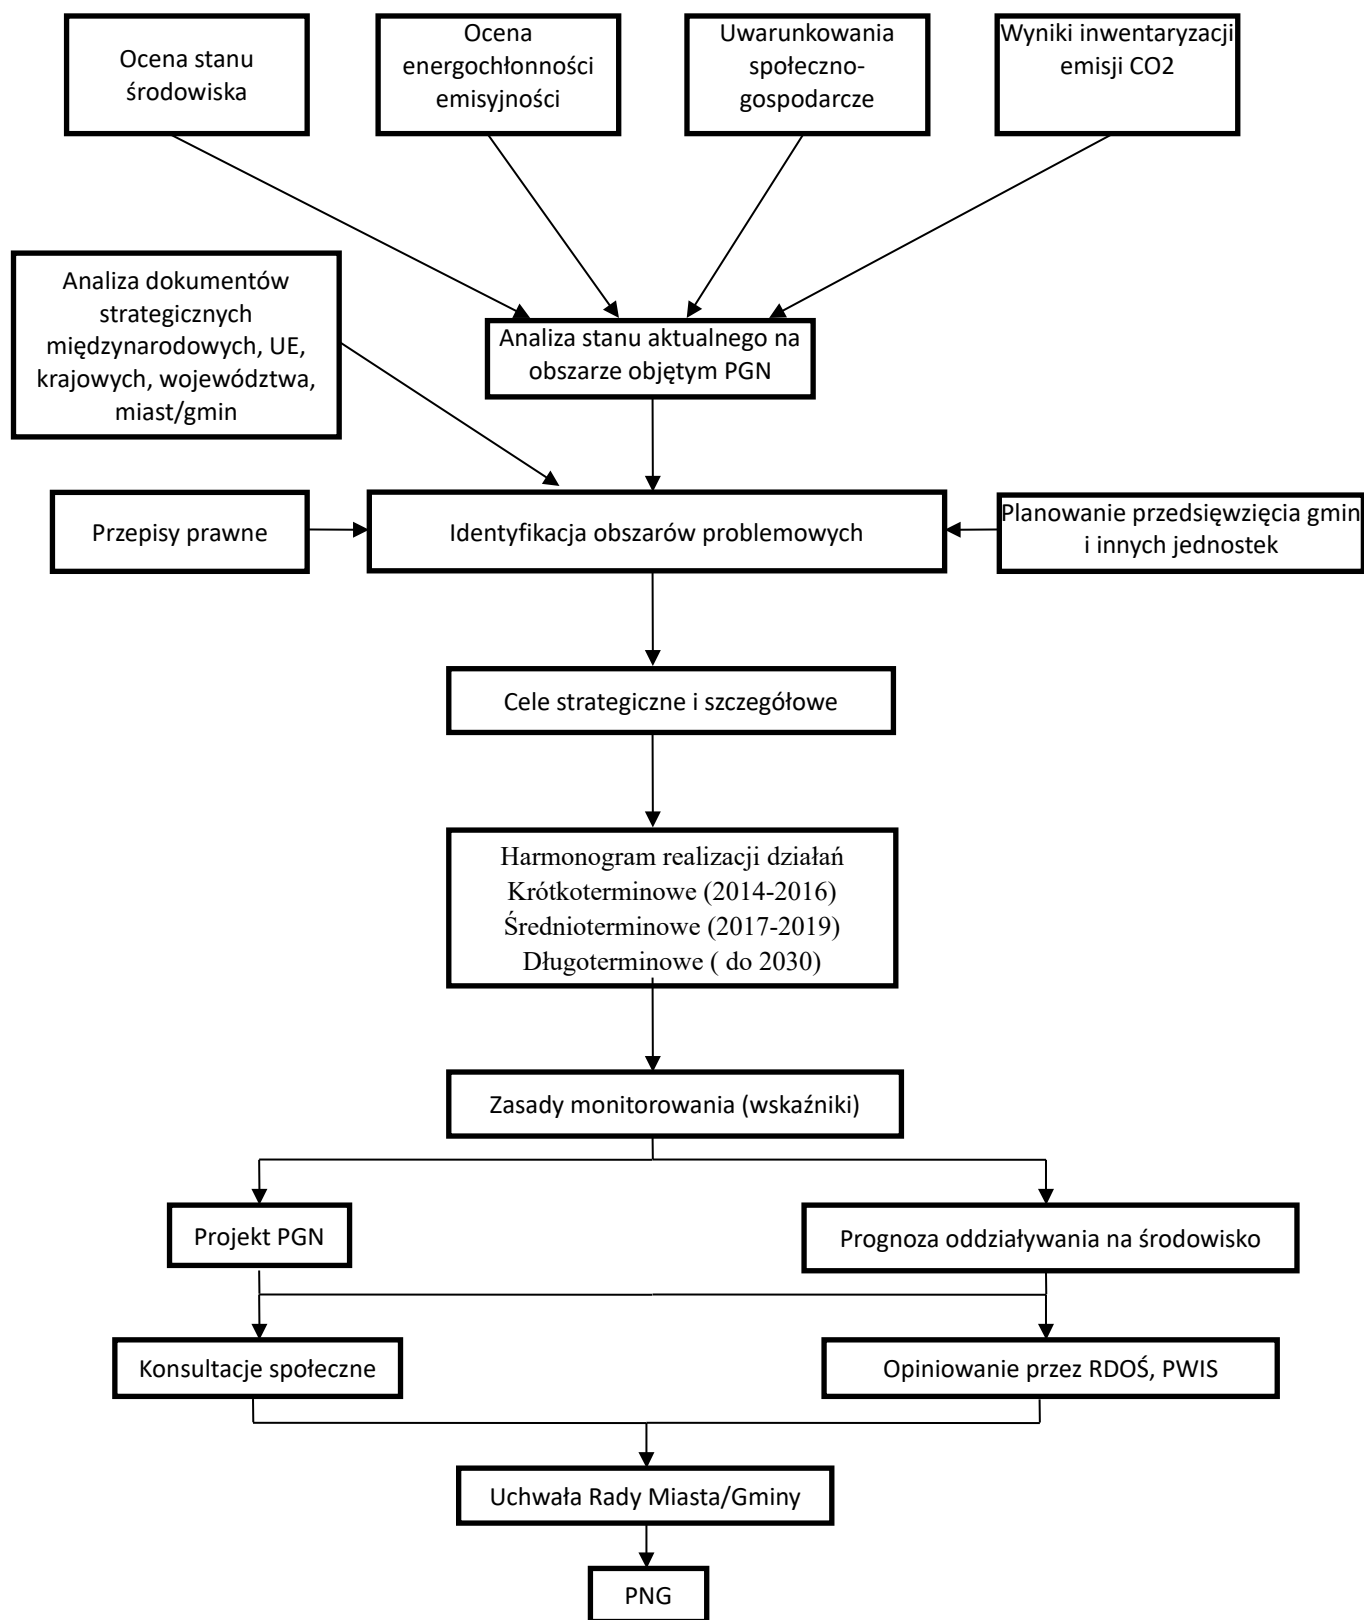 Ocena stanu
środowiska
Ocena
energochłonności
emisyjności
Uwarunkowania
społeczno-
gospodarcze
Wyniki inwentaryzacji
emisji CO2
Analiza dokumentów
strategicznych
międzynarodowych, UE,
krajowych, województwa,
miast/gmin
Analiza stanu aktualnego na
obszarze objętym PGN
Przepisy prawne
Identyfikacja obszarów problemowych
Planowanie przedsięwzięcia gmin
i innych jednostek
Cele strategiczne i szczegółowe
Harmonogram realizacji działań
Krótkoterminowe (2014-2016)
Średnioterminowe (2017-2019)
Długoterminowe ( do 2030)
Zasady monitorowania (wskaźniki)
Projekt PGN
Prognoza oddziaływania na środowisko
Konsultacje społeczne
Opiniowanie przez RDOŚ, PWIS
Uchwała Rady Miasta/Gminy
PNG